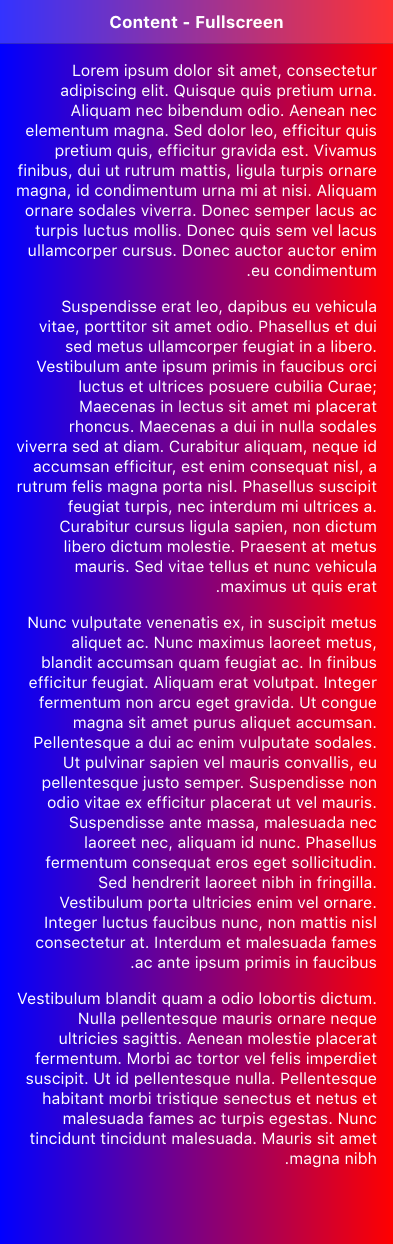 Content - Fullscreen
Lorem ipsum dolor sit amet, consectetur
adipiscing elit. Quisque quis pretium urna.
Aliquam nec bibendum odio. Aenean nec
elementum magna. Sed dolor leo, efficitur quis
pretium quis, efficitur gravida est. Vivamus
finibus, dui ut rutrum mattis, ligula turpis ornare
magna, id condimentum urna mi at nisi. Aliquam
ornare sodales viverra. Donec semper lacus ac
turpis luctus mollis. Donec quis sem vel lacus
ullamcorper cursus. Donec auctor auctor enim
.eu condimentum
Suspendisse erat leo, dapibus eu vehicula
vitae, porttitor sit amet odio. Phasellus et dui
sed metus ullamcorper feugiat in a libero.
Vestibulum ante ipsum primis in faucibus orci
luctus et ultrices posuere cubilia Curae;
Maecenas in lectus sit amet mi placerat
rhoncus. Maecenas a dui in nulla sodales
viverra sed at diam. Curabitur aliquam, neque id
accumsan efficitur, est enim consequat nisl, a
rutrum felis magna porta nisl. Phasellus suscipit
feugiat turpis, nec interdum mi ultrices a.
Curabitur cursus ligula sapien, non dictum
libero dictum molestie. Praesent at metus
mauris. Sed vitae tellus et nunc vehicula
.maximus ut quis erat
Nunc vulputate venenatis ex, in suscipit metus
aliquet ac. Nunc maximus laoreet metus,
blandit accumsan quam feugiat ac. In finibus
efficitur feugiat. Aliquam erat volutpat. Integer
fermentum non arcu eget gravida. Ut congue
magna sit amet purus aliquet accumsan.
Pellentesque a dui ac enim vulputate sodales.
Ut pulvinar sapien vel mauris convallis, eu
pellentesque justo semper. Suspendisse non
odio vitae ex efficitur placerat ut vel mauris.
Suspendisse ante massa, malesuada nec
laoreet nec, aliquam id nunc. Phasellus
fermentum consequat eros eget sollicitudin.
Sed hendrerit laoreet nibh in fringilla.
Vestibulum porta ultricies enim vel ornare.
Integer luctus faucibus nunc, non mattis nisl
consectetur at. Interdum et malesuada fames
.ac ante ipsum primis in faucibus
Vestibulum blandit quam a odio lobortis dictum.
Nulla pellentesque mauris ornare neque
ultricies sagittis. Aenean molestie placerat
fermentum. Morbi ac tortor vel felis imperdiet
suscipit. Ut id pellentesque nulla. Pellentesque
habitant morbi tristique senectus et netus et
malesuada fames ac turpis egestas. Nunc
tincidunt tincidunt malesuada. Mauris sit amet
.magna nibh